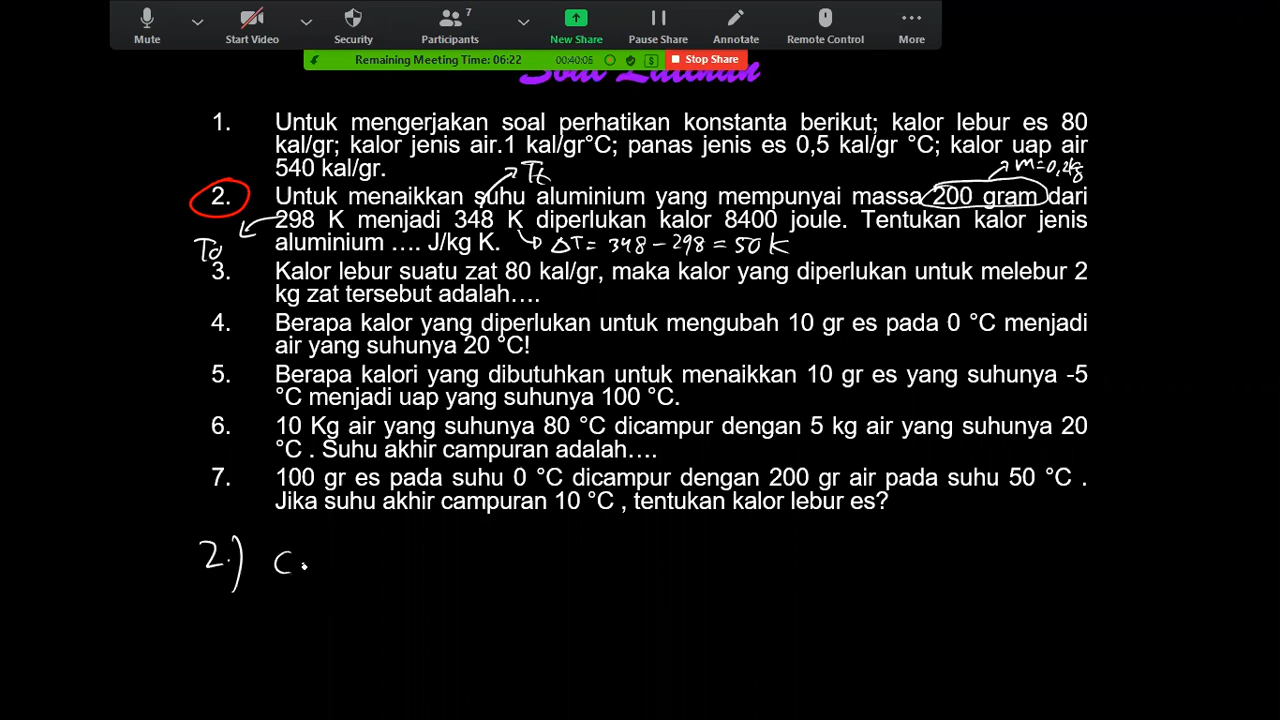 7
Mute Start Video Security Participants New Share Pause Share Annotate Remote Control More
Remaining Meeting Time: 06:22 00:40:05 $ Stop Share
Soal Latihan
1. Untuk mengerjakan soal perhatikan konstanta berikut; kalor lebur es 80
kal/gr; kalor jenis air.1 kal/gr°C; panas jenis es 0,5 kal/gr °C; kalor uap air
540 kal/gr. Tt m=0,2kg
2. Untuk menaikkan suhu aluminium yang mempunyai massa 200 gram dari
298 K menjadi 348 K diperlukan kalor 8400 joule. Tentukan kalor jenis
To aluminium .... J/kg K. ΔT= 348 - 298 = 50 K
3. Kalor lebur suatu zat 80 kal/gr, maka kalor yang diperlukan untuk melebur 2
kg zat tersebut adalah....
4. Berapa kalor yang diperlukan untuk mengubah 10 gr es pada 0 °C menjadi
air yang suhunya 20 °C!
5. Berapa kalori yang dibutuhkan untuk menaikkan 10 gr es yang suhunya -5
°C menjadi uap yang suhunya 100 °C.
6. 10 Kg air yang suhunya 80 °C dicampur dengan 5 kg air yang suhunya 20
°C . Suhu akhir campuran adalah....
7. 100 gr es pada suhu 0 °C dicampur dengan 200 gr air pada suhu 50 °C .
Jika suhu akhir campuran 10 °C , tentukan kalor lebur es?
2.) c